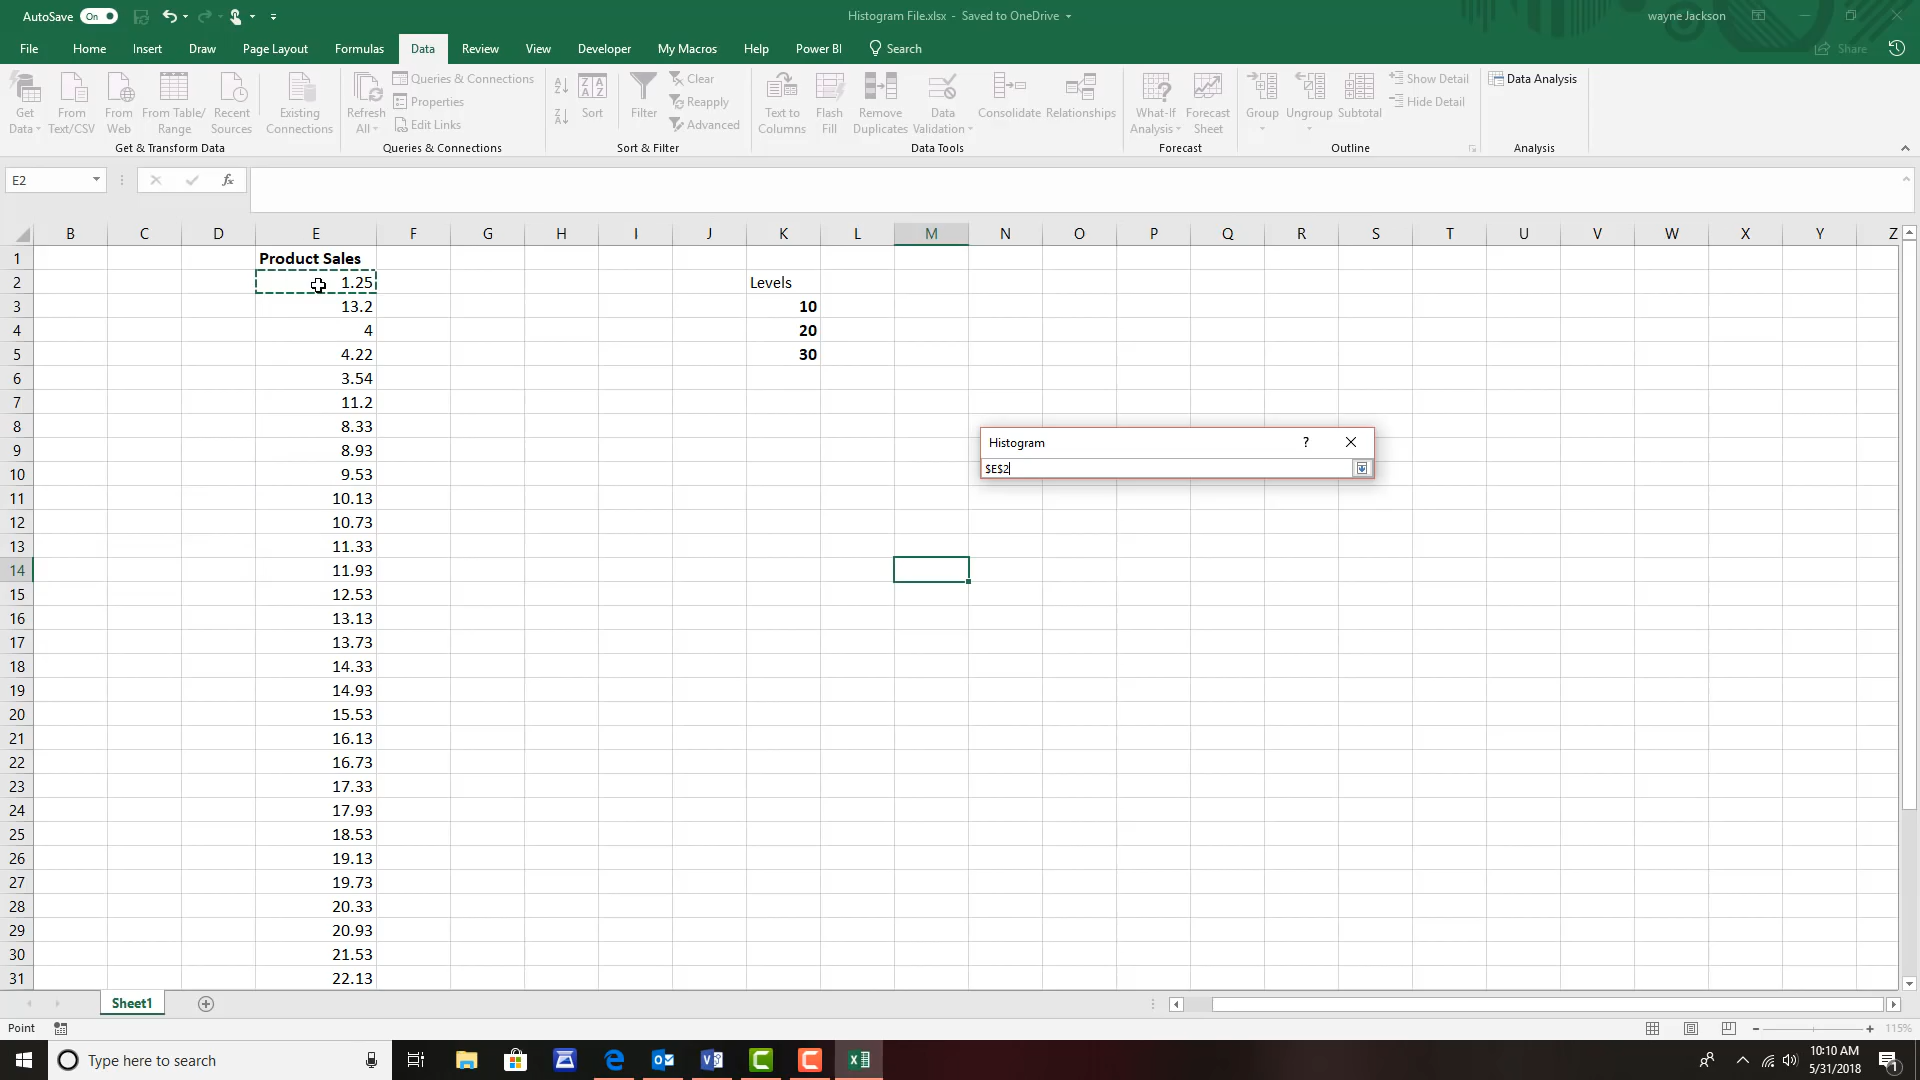 AutoSave On
Histogram File.xlsx - Saved to OneDrive
wayne Jackson
File Home Insert Draw Page Layout Formulas Data Review View Developer My Macros Help Power BI Search Share
Get Data
From Text/CSV
From Web
From Table/ Range
Recent Sources
Existing Connections
Get & Transform Data
Refresh All
Queries & Connections
Properties
Edit Links
Queries & Connections
Sort
Filter
Clear
Reapply
Advanced
Sort & Filter
Text to Columns
Flash Fill
Remove Duplicates
Data Validation
Consolidate
Relationships
Data Tools
What-If Analysis
Forecast Sheet
Forecast
Group
Ungroup
Subtotal
Show Detail
Hide Detail
Outline
Data Analysis
Analysis
E2
fx
B C D E F G H I J K L M N O P Q R S T U V W X Y Z
1 Product Sales
2 1.25 Levels
3 13.2 10
4 4 20
5 4.22 30
6 3.54
7 11.2
8 8.33
9 8.93
10 9.53
11 10.13
12 10.73
13 11.33
14 11.93
15 12.53
16 13.13
17 13.73
18 14.33
19 14.93
20 15.53
21 16.13
22 16.73
23 17.33
24 17.93
25 18.53
26 19.13
27 19.73
28 20.33
29 20.93
30 21.53
31 22.13
Histogram ?
$E$2
Sheet1
Point
115%
Type here to search
10:10 AM
5/31/2018
1